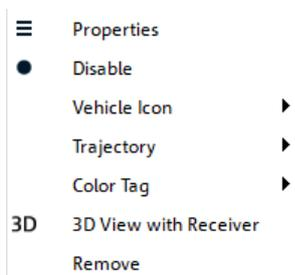 Properties
Disable
Vehicle Icon
Trajectory
Color Tag
3D 3D View with Receiver
Remove